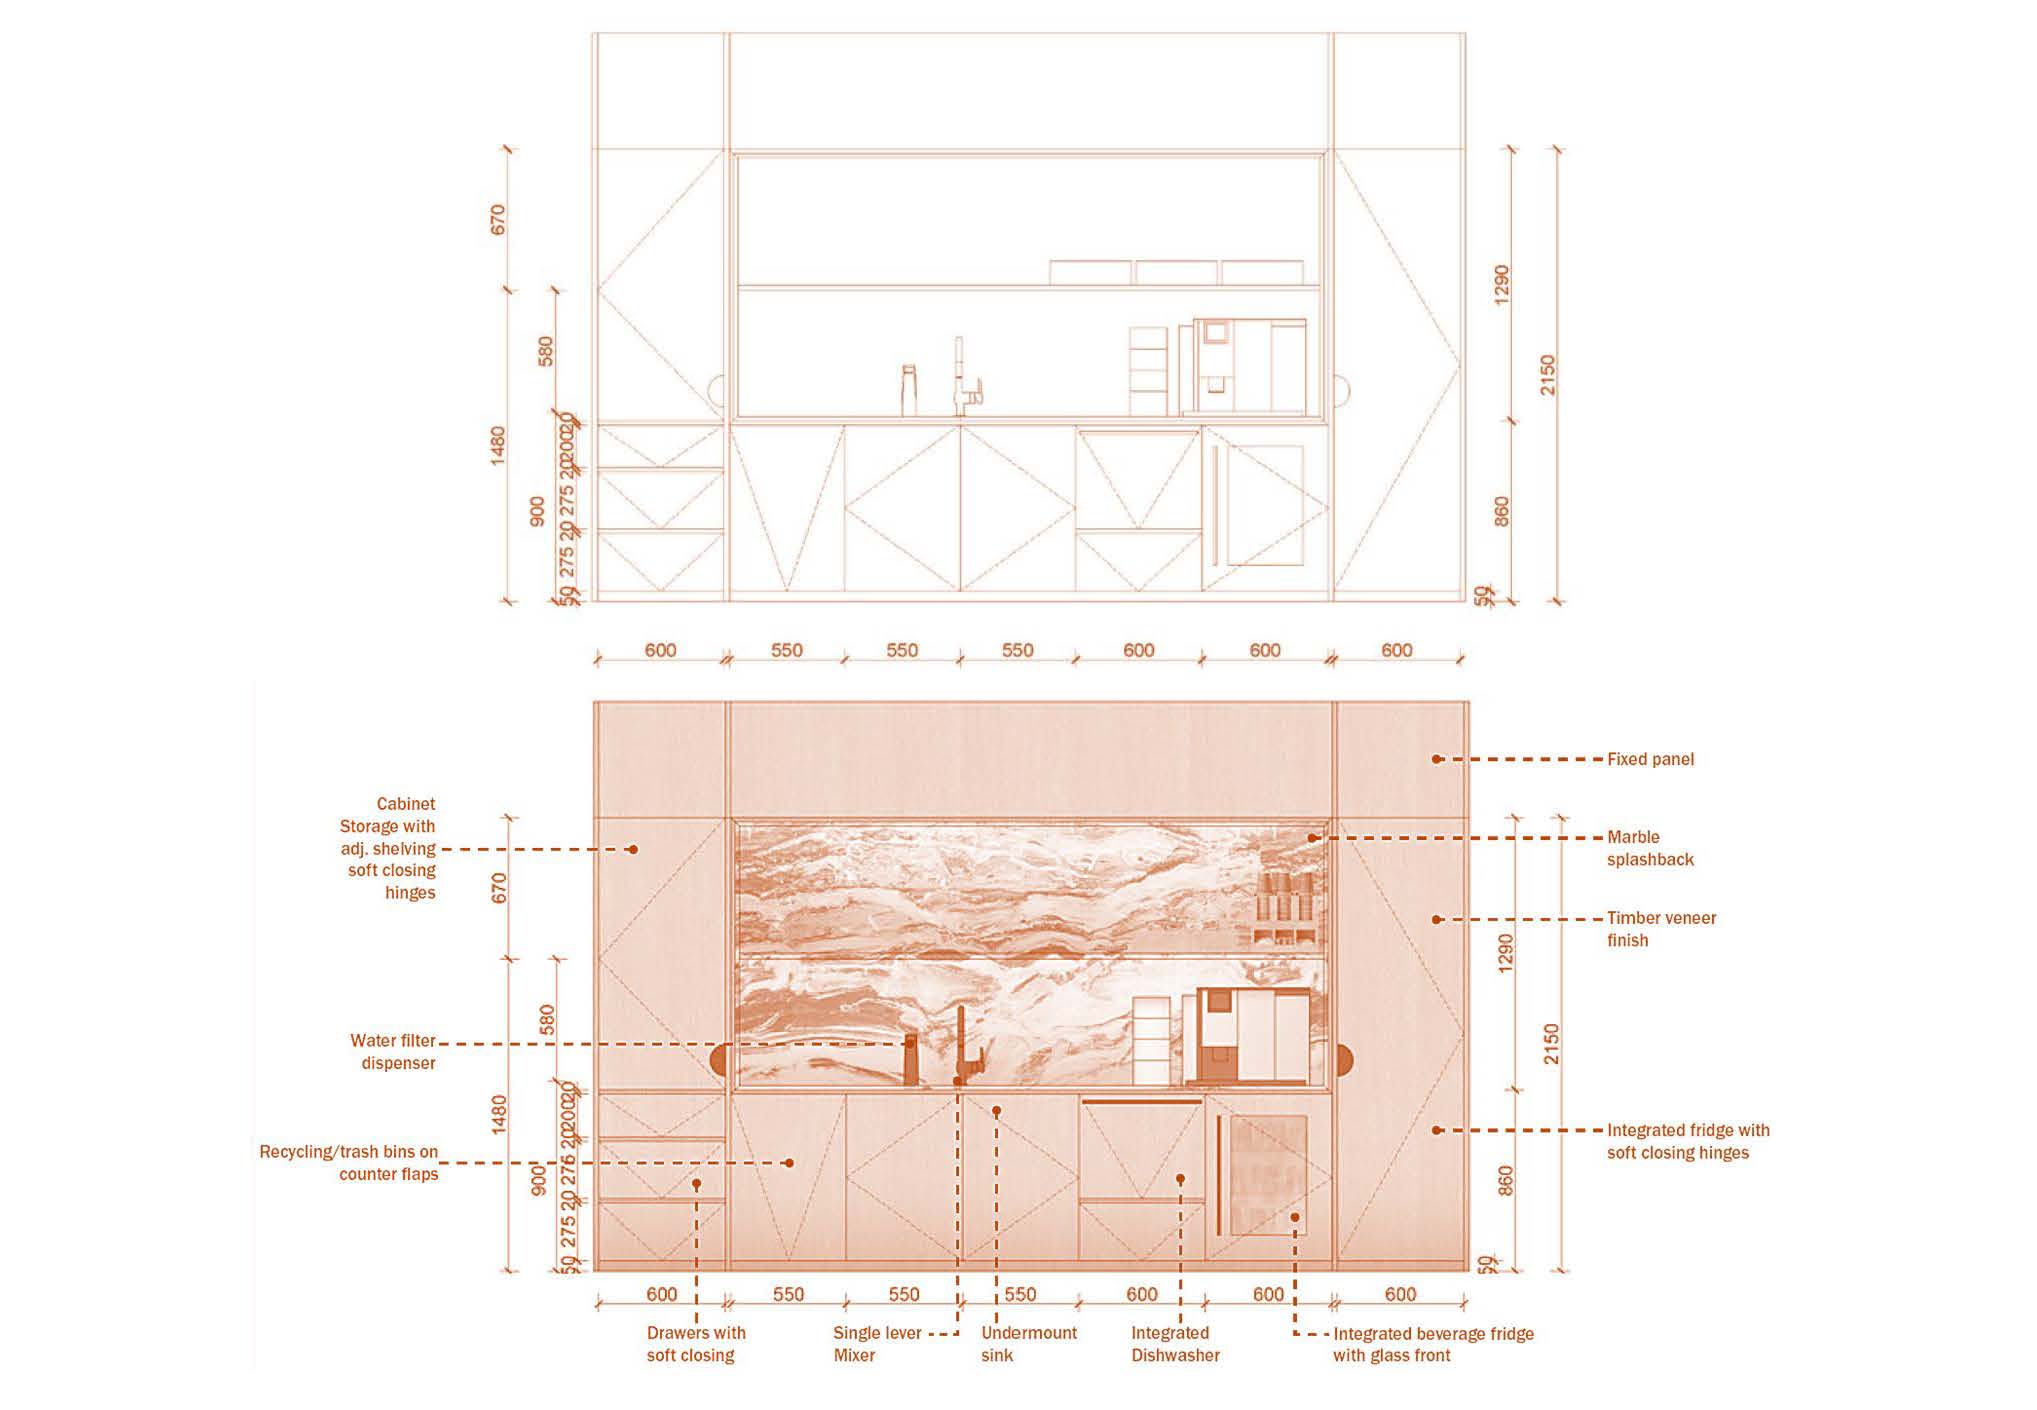 670
1290
580
2150
20
200
20
1480
275
900
860
20
275
50
50
600
550
550
550
600
600
600
Fixed panel
Cabinet
Storage with
adj. shelving
soft closing
hinges
Marble
splashback
670
Timber veneer
finish
1290
580
Water filter
dispenser
2150
20
200
20
1480
Integrated fridge with
soft closing hinges
Recycling/trash bins on
counter flaps
275
900
860
20
275
50
50
600
550
550
550
600
600
600
Drawers with
soft closing
Single lever
Mixer
Undermount
sink
Integrated
Dishwasher
Integrated beverage fridge
with glass front